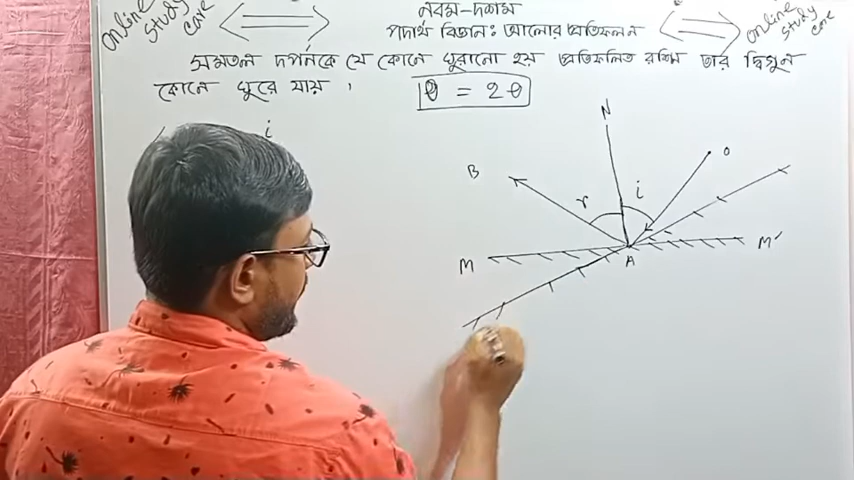 নবম-দশম
Online study care
Online study care
পদার্থ বিজ্ঞান: আলোর প্রতিফলন
সমতল দর্পনকে যে কোনে ঘুরানো হয় প্রতিফলিত রশ্মি তার দ্বিগুন
কোনে ঘুরে যায় ।
= 2θ
i
N
B
O
r
i
M
A
M′